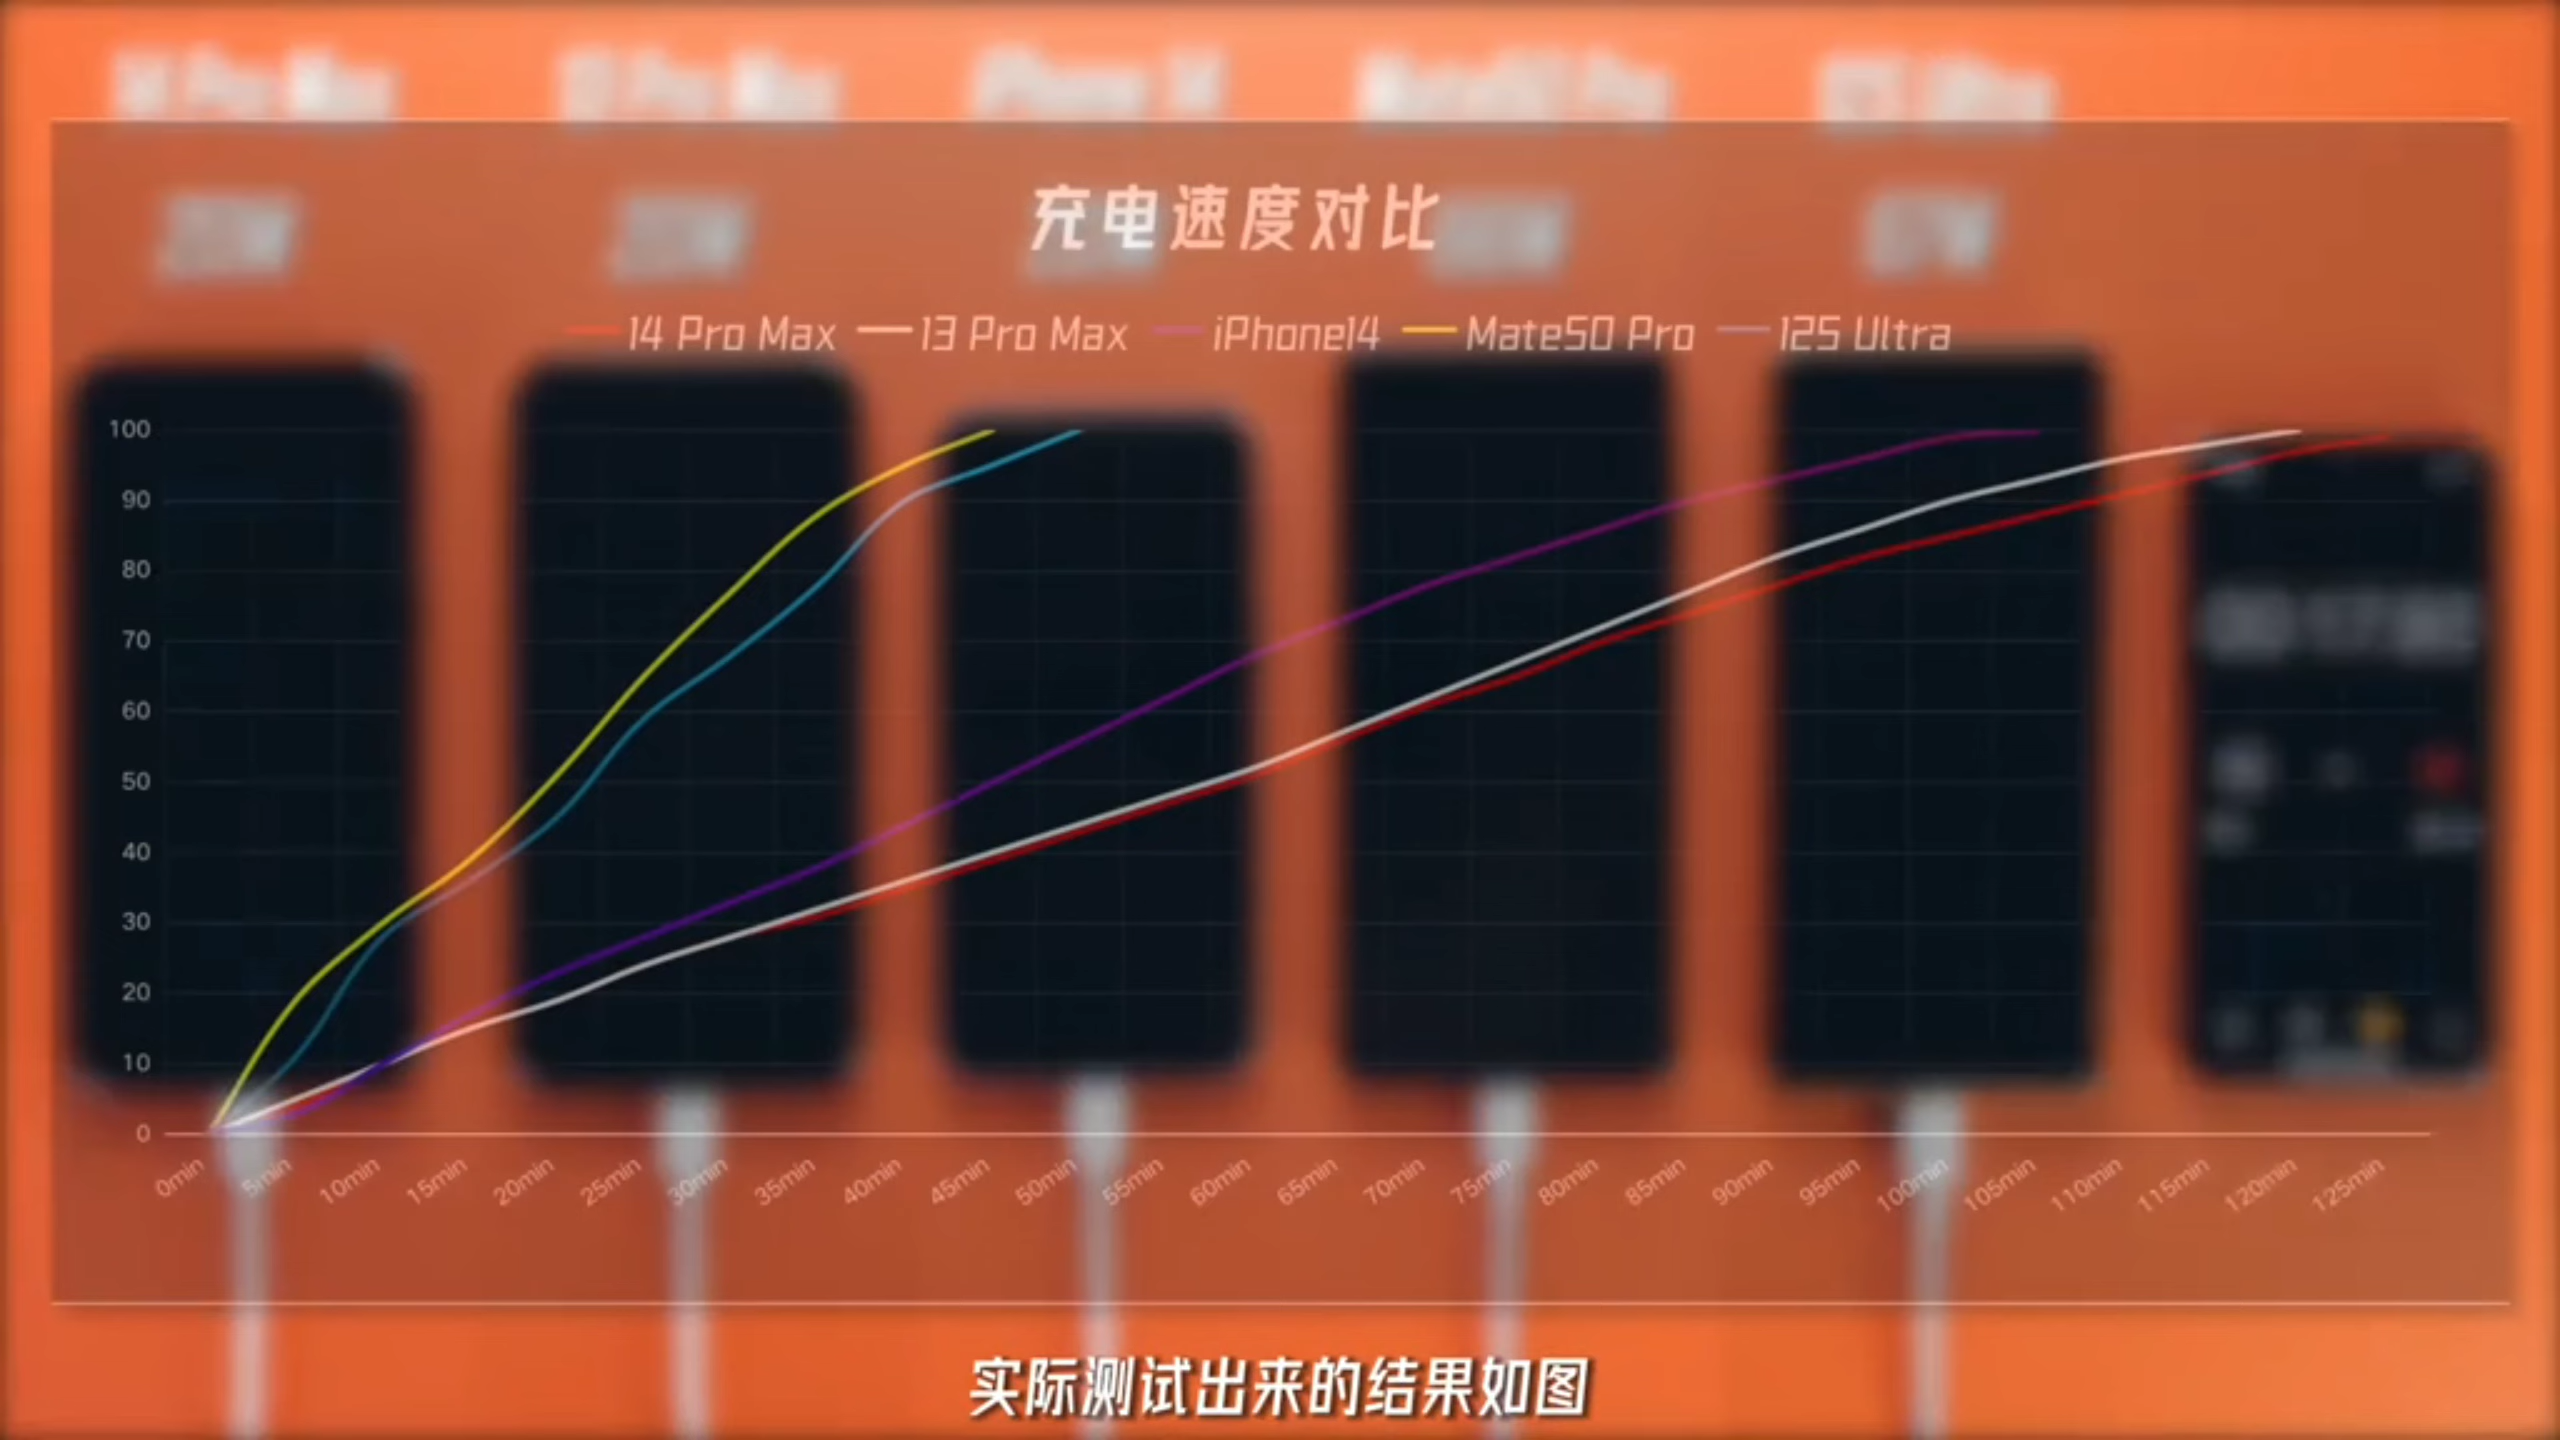 充电速度对比
14 Pro Max 13 Pro Max iPhone14 Mate50 Pro 12S Ultra
100
90
80
70
60
50
40
30
20
10
0
0min 5min 10min 15min 20min 25min 30min 35min 40min 45min 50min 55min 60min 65min 70min 75min 80min 85min 90min 95min 100min 105min 110min 115min 120min 125min
实际测试出来的结果如图